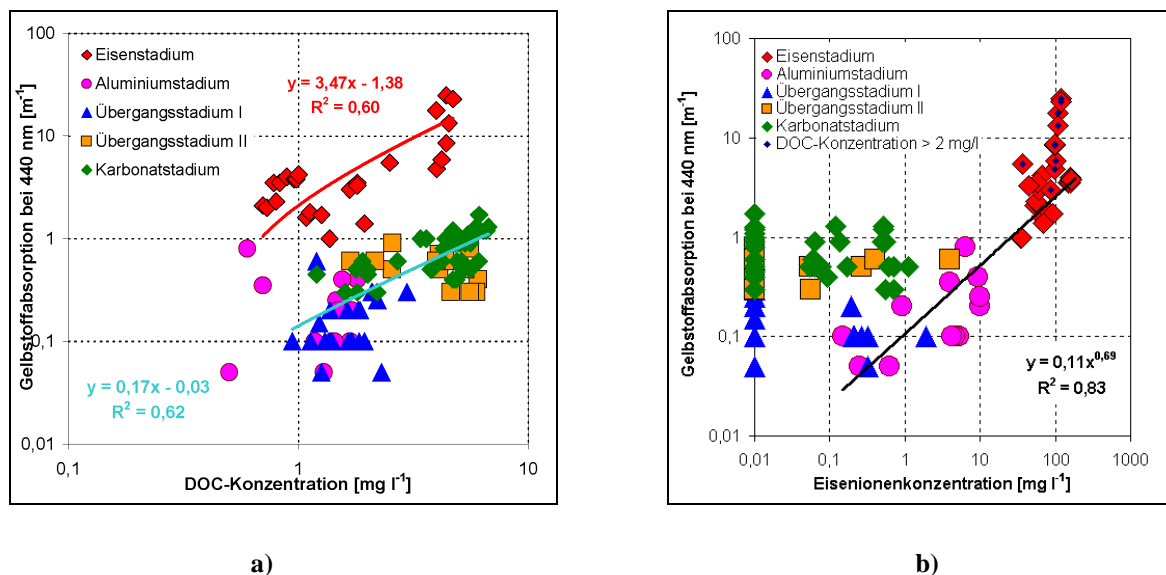 100
10
1
0,1
0,01
0,1
1
10
Gelbstoffabsorption bei 440 nm [m⁻¹]
DOC-Konzentration [mg l⁻¹]
Eisenstadium
Aluminiumstadium
Übergangsstadium I
Übergangsstadium II
Karbonatstadium
y = 3,47x - 1,38
R² = 0,60
y = 0,17x - 0,03
R² = 0,62
a)
100
10
1
0,1
0,01
0,01
0,1
1
10
100
1000
Gelbstoffabsorption bei 440 nm [m⁻¹]
Eisenionenkonzentration [mg l⁻¹]
Eisenstadium
Aluminiumstadium
Übergangsstadium I
Übergangsstadium II
Karbonatstadium
DOC-Konzentration > 2 mg/l
y = 0,11x⁰,⁶⁹
R² = 0,83
b)